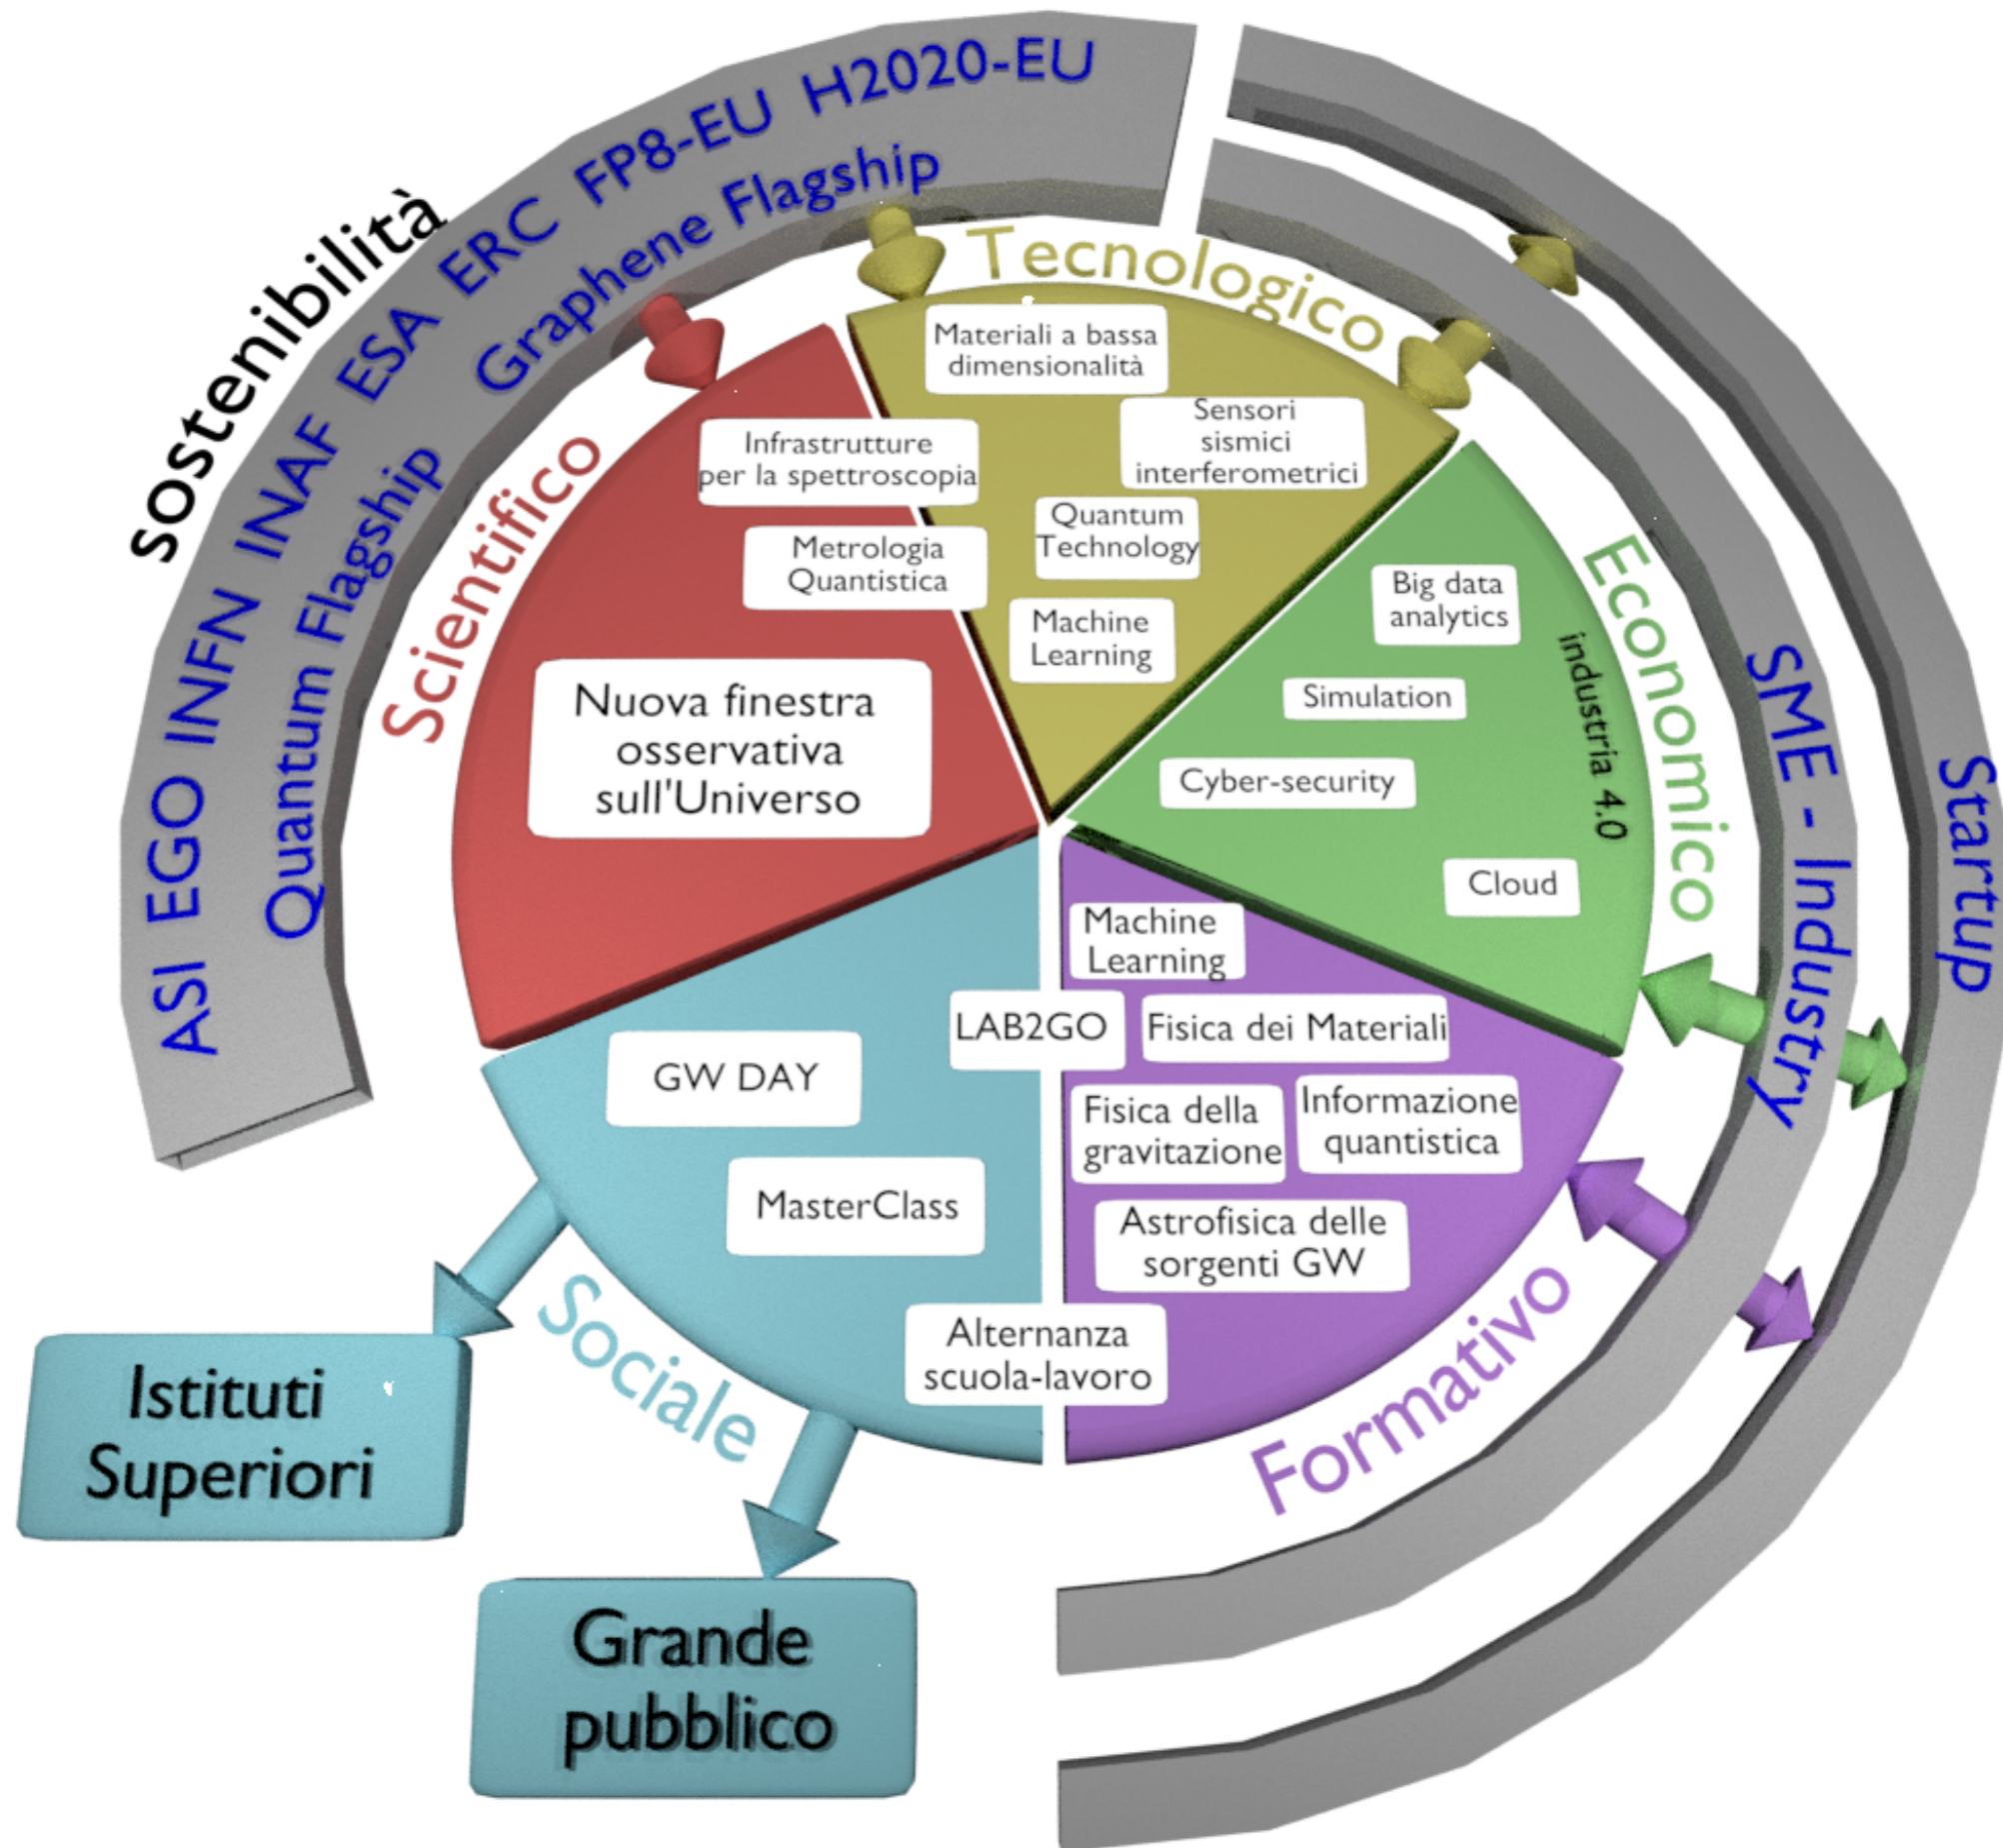 sostenibilità
ASI EGO INFN INAF ESA ERC FP8-EU H2020-EU
Quantum Flagship
Graphene Flagship
Tecnologico
Materiali a bassa
dimensionalità
Sensori
sismici
interferometrici
Quantum
Technology
Machine
Learning
Scientifico
Infrastrutture
per la spettroscopia
Metrologia
Quantistica
Nuova finestra
osservativa
sull'Universo
Economico
industria 4.0
Big data
analytics
Simulation
Cyber-security
Cloud
SME - Industry
Startup
Machine
Learning
LAB2GO
Fisica dei Materiali
Fisica della
gravitazione
Informazione
quantistica
Astrofisica delle
sorgenti GW
Alternanza
scuola-lavoro
Formativo
GW DAY
MasterClass
Sociale
Istituti
Superiori
Grande
pubblico